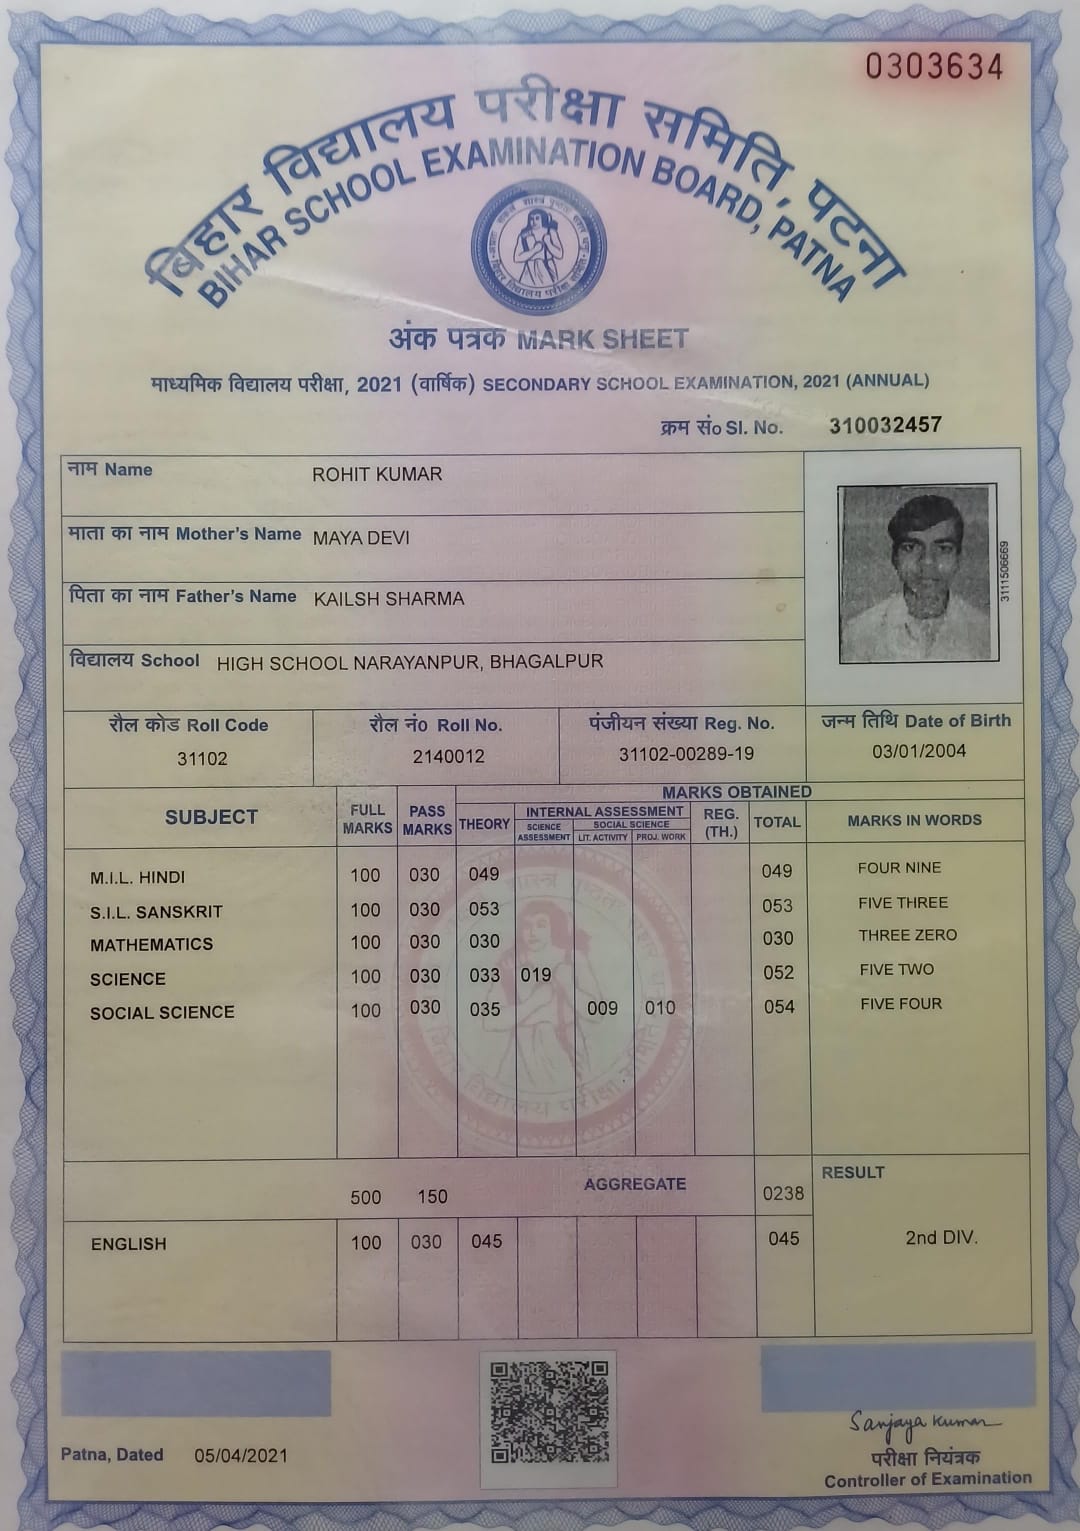 0303634
बिहार विद्यालय परीक्षा समिति, पटना
BIHAR SCHOOL EXAMINATION BOARD, PATNA
अंक पत्रक MARK SHEET
माध्यमिक विद्यालय परीक्षा, 2021 (वार्षिक) SECONDARY SCHOOL EXAMINATION, 2021 (ANNUAL)
क्रम सं० Sl. No. 310032457
नाम Name ROHIT KUMAR
माता का नाम Mother's Name MAYA DEVI
पिता का नाम Father's Name KAILSH SHARMA
विद्यालय School HIGH SCHOOL NARAYANPUR, BHAGALPUR
3111506669
रौल कोड Roll Code रौल नं० Roll No. पंजीयन संख्या Reg. No. जन्म तिथि Date of Birth
31102 2140012 31102-00289-19 03/01/2004
SUBJECT FULL MARKS PASS MARKS MARKS OBTAINED
THEORY INTERNAL ASSESSMENT REG. (TH.) TOTAL MARKS IN WORDS
SCIENCE ASSESSMENT SOCIAL SCIENCE
LIT. ACTIVITY PROJ. WORK
M.I.L. HINDI 100 030 049 049 FOUR NINE
S.I.L. SANSKRIT 100 030 053 053 FIVE THREE
MATHEMATICS 100 030 030 030 THREE ZERO
SCIENCE 100 030 033 019 052 FIVE TWO
SOCIAL SCIENCE 100 030 035 009 010 054 FIVE FOUR
बिहार विद्यालय परीक्षा समिति
500 150 AGGREGATE 0238 RESULT
ENGLISH 100 030 045 045 2nd DIV.
Patna, Dated 05/04/2021
Sanjaya Kumar
परीक्षा नियंत्रक
Controller of Examination